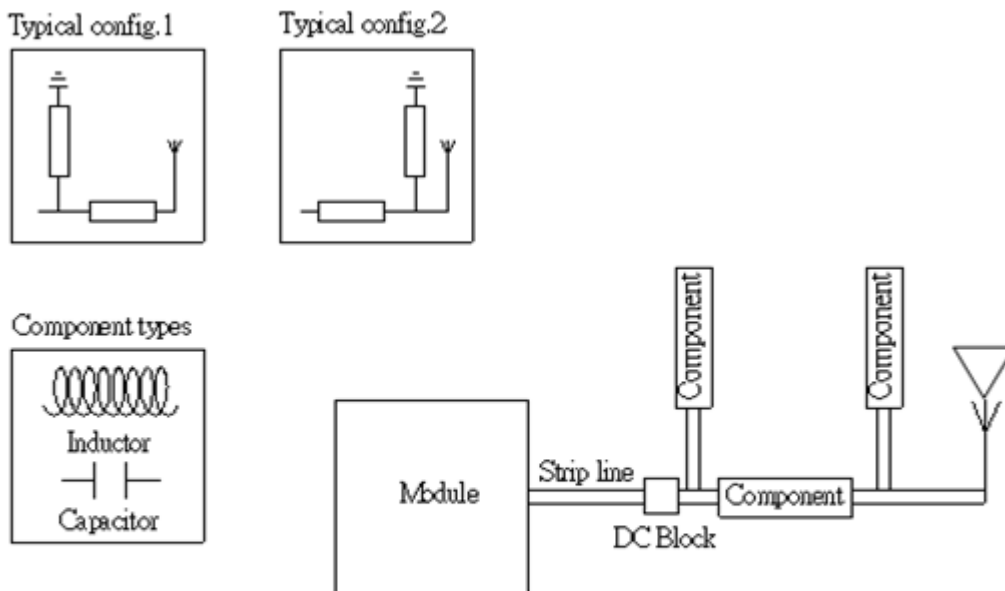 Typical config.1
Typical config.2
Component types
Inductor
Capacitor
Module
Strip line
DC Block
Component
Component
Component